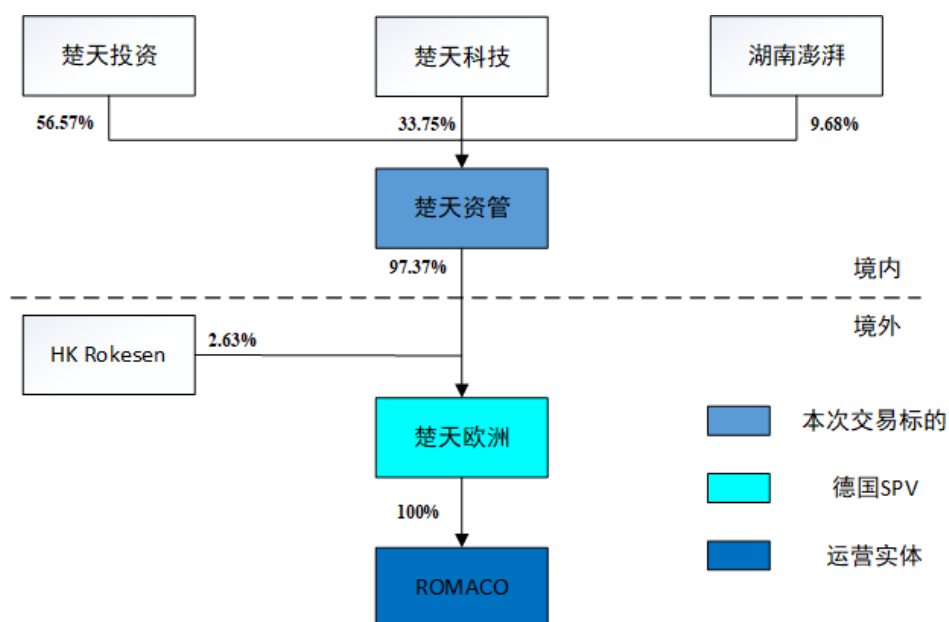 楚天投资
楚天科技
湖南澎湃
56.57%
33.75%
9.68%
楚天资管
97.37%
境内
境外
HK Rokesen
2.63%
楚天欧洲
本次交易标的
德国SPV
100%
运营实体
ROMACO